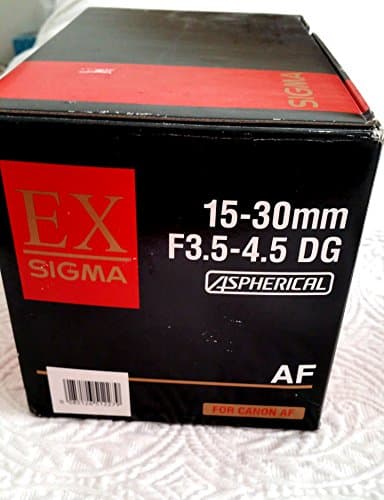 SIGMA
EX
SIGMA
15-30mm
F3.5-4.5 DG
ASPHERICAL
AF
FOR CANON AF